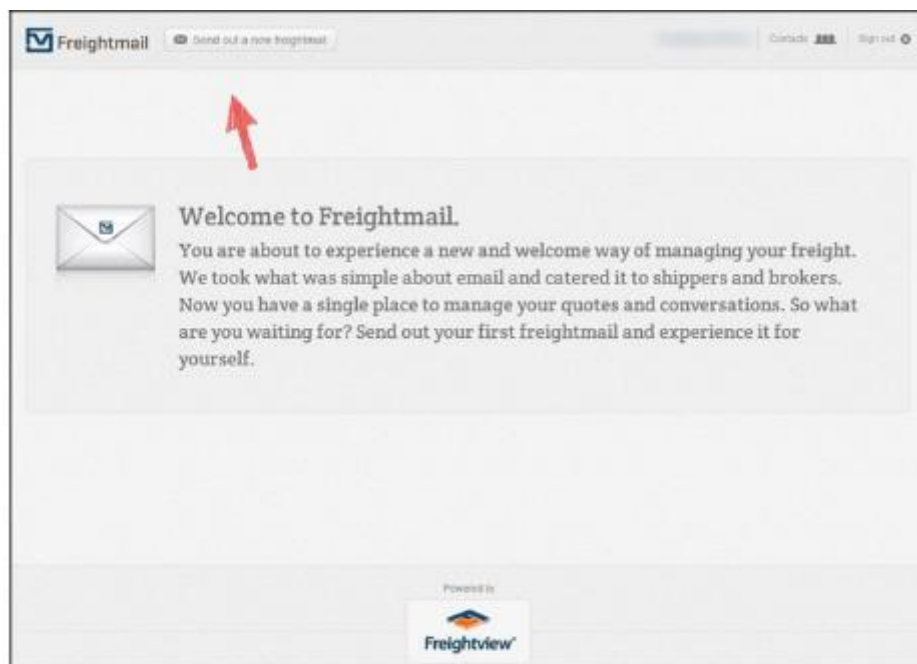 Freightmail
Send out a new freightmail
Contacts
Sign out
Welcome to Freightmail.
You are about to experience a new and welcome way of managing your freight.
We took what was simple about email and catered it to shippers and brokers.
Now you have a single place to manage your quotes and conversations. So what
are you waiting for? Send out your first freightmail and experience it for
yourself.
Powered by
Freightview